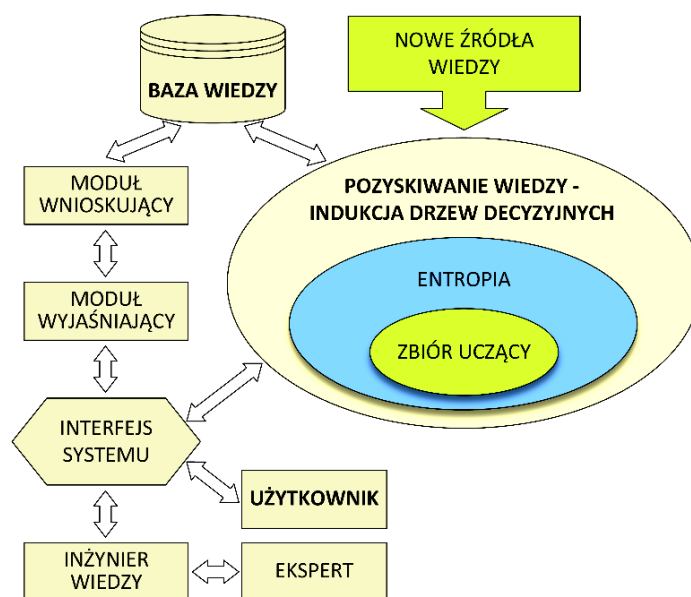 BAZA WIEDZY
NOWE ŹRÓDŁA
WIEDZY
MODUŁ
WNIOSKUJĄCY
POZYSKIWANIE WIEDZY -
INDUKCJA DRZEW DECYZYJNYCH
ENTROPIA
ZBIÓR UCZĄCY
MODUŁ
WYJAŚNIAJĄCY
INTERFEJS
SYSTEMU
UŻYTKOWNIK
INŻYNIER
WIEDZY
EKSPERT